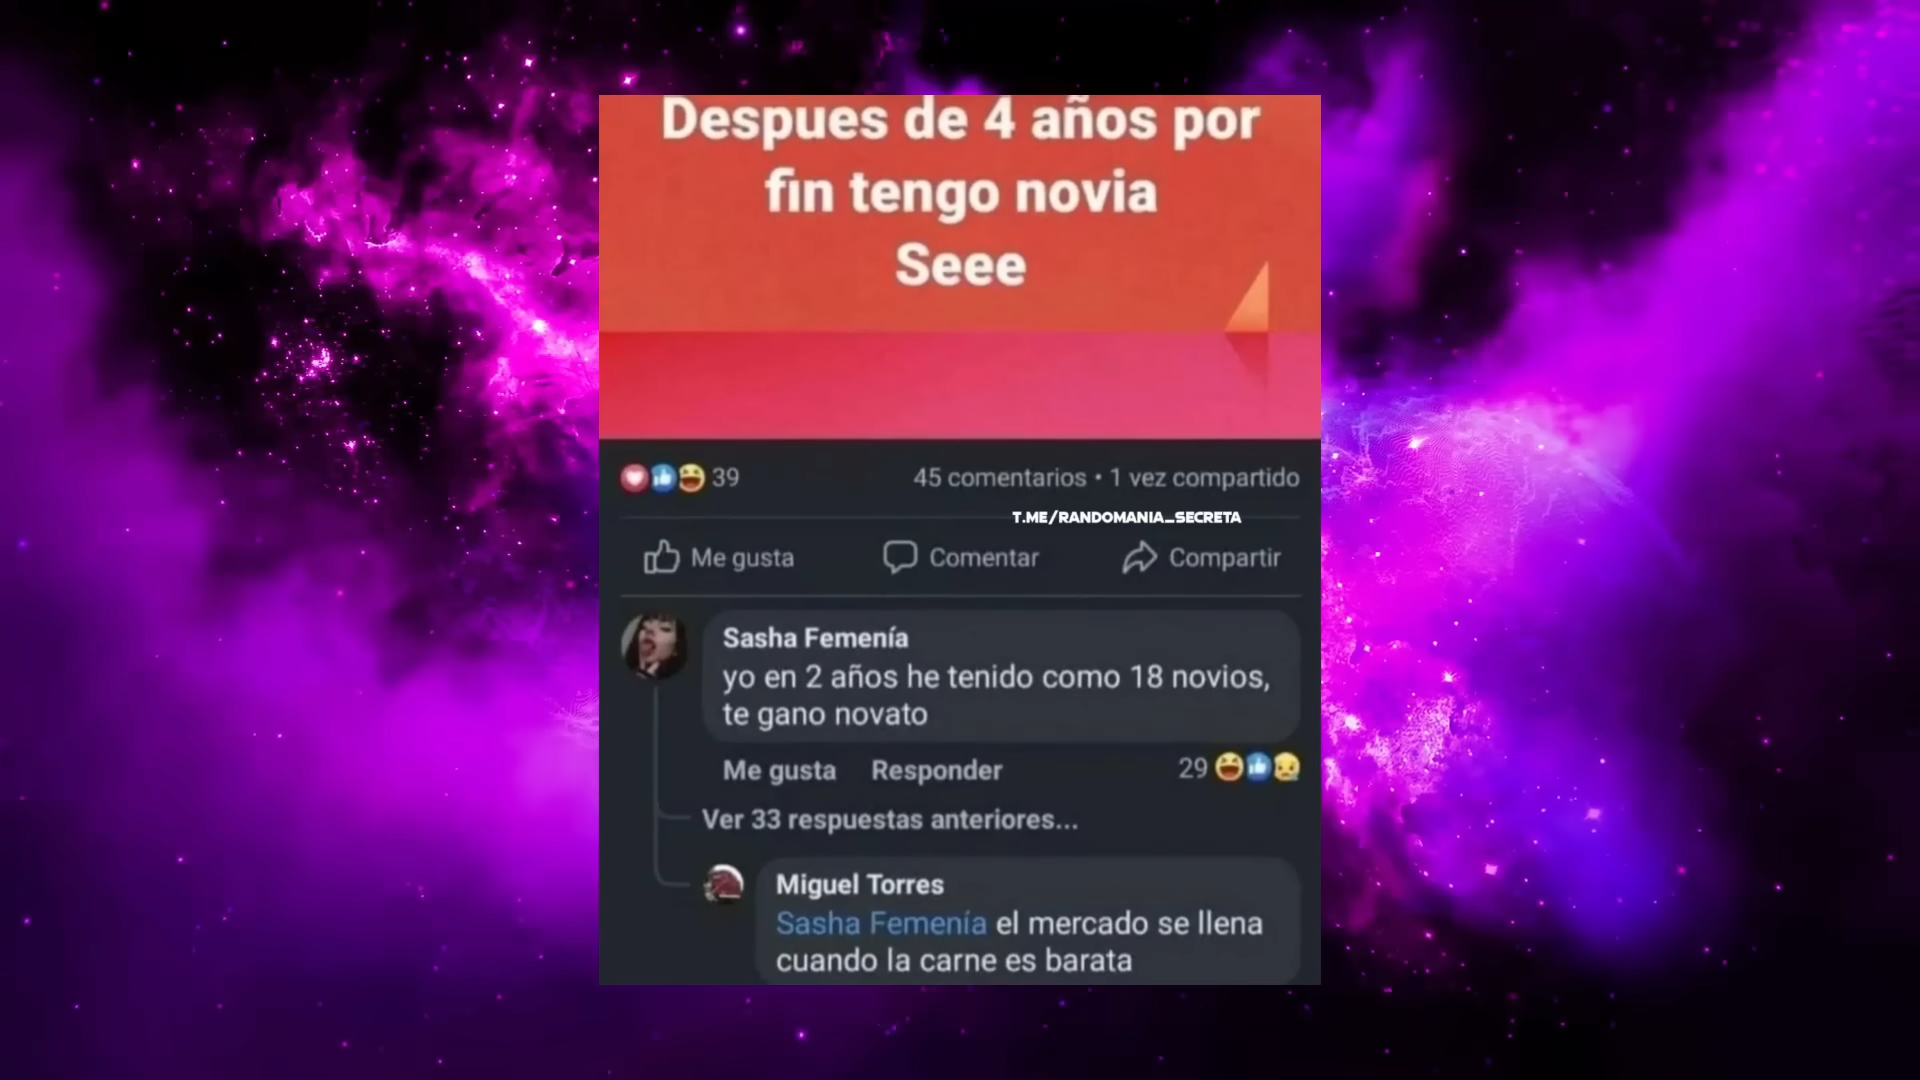 Despues de 4 años por
fin tengo novia
Seee
39
45 comentarios • 1 vez compartido
T.ME/RANDOMANIA_SECRETA
Me gusta
Comentar
Compartir
Sasha Femenía
yo en 2 años he tenido como 18 novios,
te gano novato
Me gusta
Responder
29
Ver 33 respuestas anteriores...
Miguel Torres
Sasha Femenía el mercado se llena
cuando la carne es barata